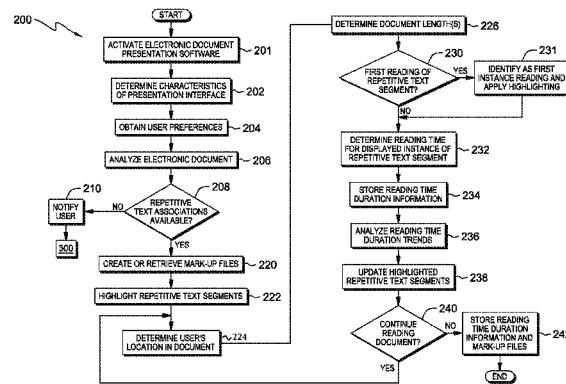 200
START
ACTIVATE ELECTRONIC DOCUMENT
PRESENTATION SOFTWARE
201
DETERMINE CHARACTERISTICS
OF PRESENTATION INTERFACE
202
OBTAIN USER PREFERENCES
204
ANALYZE ELECTRONIC DOCUMENT
206
208
REPETITIVE
TEXT ASSOCIATIONS
AVAILABLE?
NO
210
NOTIFY
USER
300
YES
CREATE OR RETRIEVE MARK-UP FILES
220
HIGHLIGHT REPETITIVE TEXT SEGMENTS
222
DETERMINE USER'S
LOCATION IN DOCUMENT
224
DETERMINE DOCUMENT LENGTH(S)
226
230
FIRST READING OF
REPETITIVE TEXT
SEGMENT?
YES
231
IDENTIFY AS FIRST
INSTANCE READING AND
APPLY HIGHLIGHTING
NO
DETERMINE READING TIME
FOR DISPLAYED INSTANCE OF
REPETITIVE TEXT SEGMENT
232
STORE READING TIME
DURATION INFORMATION
234
ANALYZE READING TIME
DURATION TRENDS
236
UPDATE HIGHLIGHTED
REPETITIVE TEXT SEGMENTS
238
240
CONTINUE
READING
DOCUMENT?
YES
NO
STORE READING
TIME DURATION
INFORMATION AND
MARK-UP FILES
END